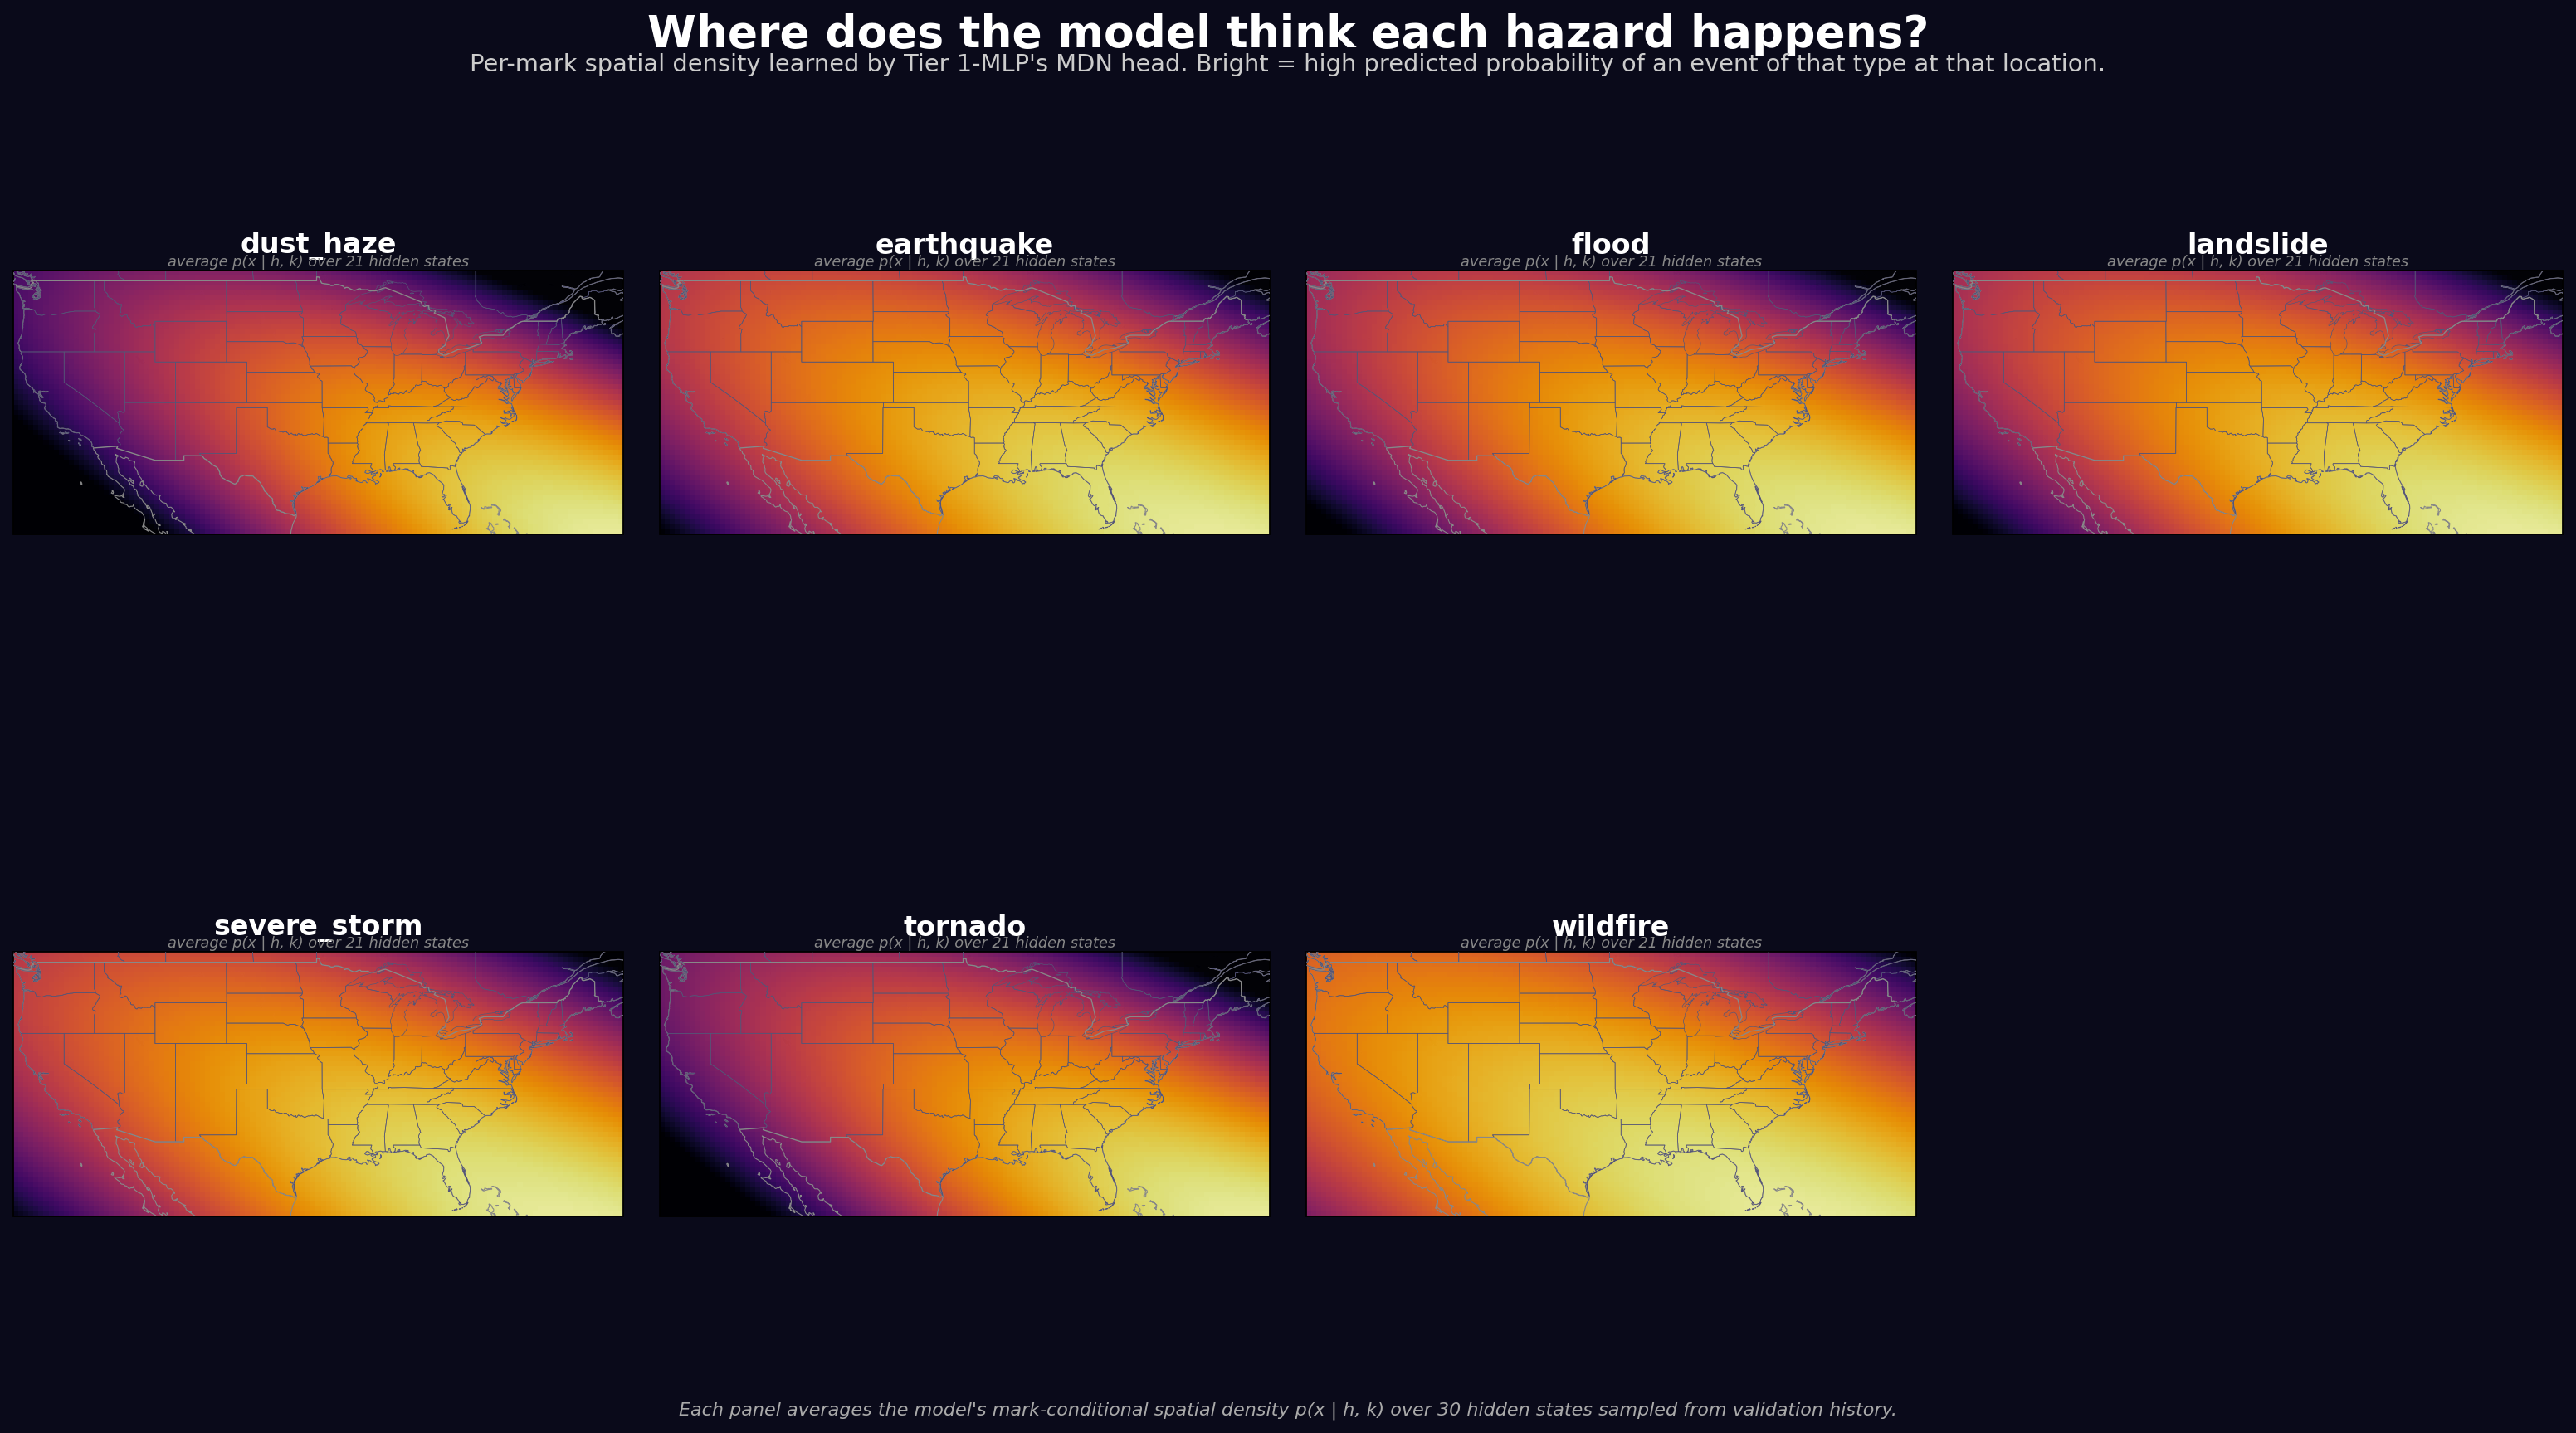 Where does the model think each hazard happens?
Per-mark spatial density learned by Tier 1-MLP's MDN head. Bright = high predicted probability of an event of that type at that location.
dust_haze
average p(x | h, k) over 21 hidden states
earthquake
average p(x | h, k) over 21 hidden states
flood
average p(x | h, k) over 21 hidden states
landslide
average p(x | h, k) over 21 hidden states
severe_storm
average p(x | h, k) over 21 hidden states
tornado
average p(x | h, k) over 21 hidden states
wildfire
average p(x | h, k) over 21 hidden states
Each panel averages the model's mark-conditional spatial density p(x | h, k) over 30 hidden states sampled from validation history.